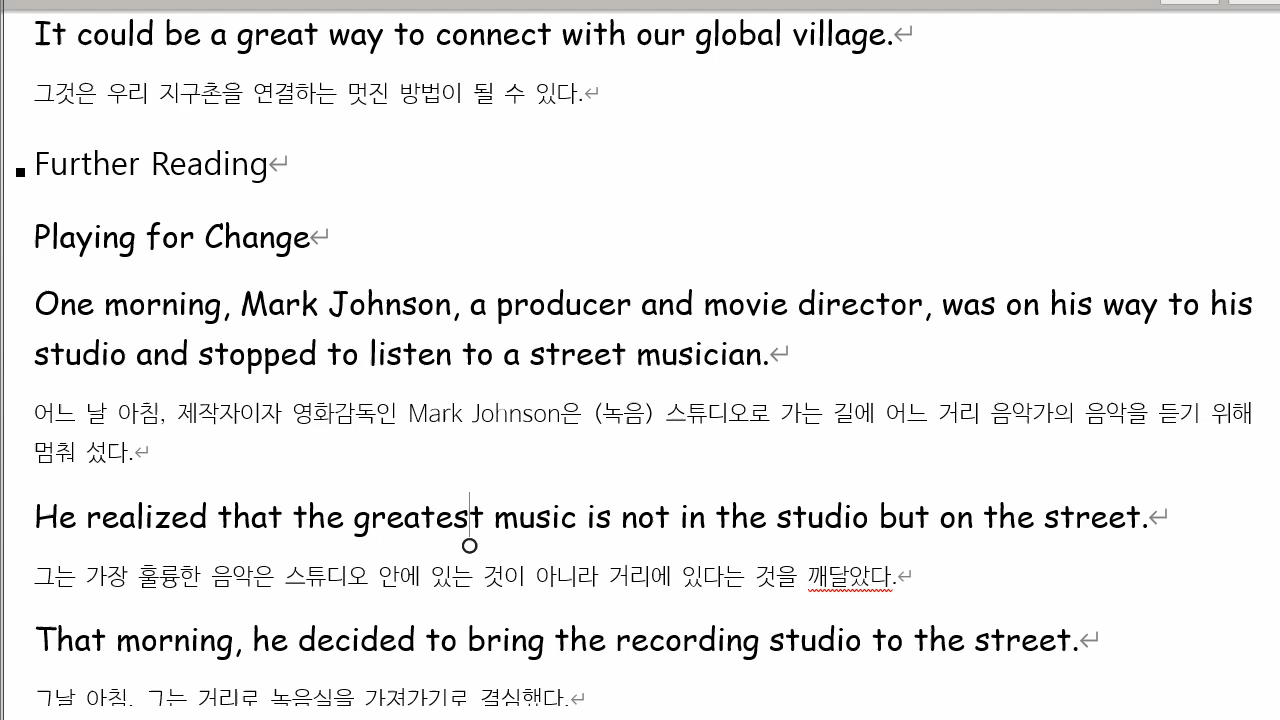 It could be a great way to connect with our global village.
그것은 우리 지구촌을 연결하는 멋진 방법이 될 수 있다.
Further Reading
Playing for Change
One morning, Mark Johnson, a producer and movie director, was on his way to his
studio and stopped to listen to a street musician.
어느 날 아침, 제작자이자 영화감독인 Mark Johnson은 (녹음) 스튜디오로 가는 길에 어느 거리 음악가의 음악을 듣기 위해
멈춰 섰다.
He realized that the greatest music is not in the studio but on the street.
그는 가장 훌륭한 음악은 스튜디오 안에 있는 것이 아니라 거리에 있다는 것을 깨달았다.
That morning, he decided to bring the recording studio to the street.
그날 아침, 그는 거리로 녹음실을 가져가기로 결심했다.